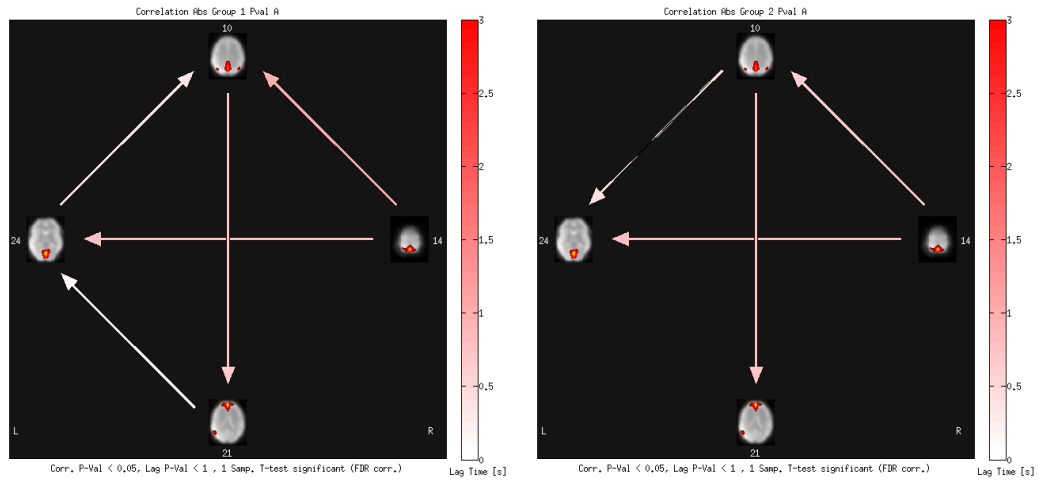 Correlation Abs Group 1 Pval A
10
24
14
L
R
21
Corr. P-Val < 0.05, Lag P-Val < 1 , 1 Samp. T-test significant (FDR corr.)
3
2.5
2
1.5
1
0.5
0
Lag Time [s]
Correlation Abs Group 2 Pval A
10
24
14
L
R
21
Corr. P-Val < 0.05, Lag P-Val < 1 , 1 Samp. T-test significant (FDR corr.)
3
2.5
2
1.5
1
0.5
0
Lag Time [s]